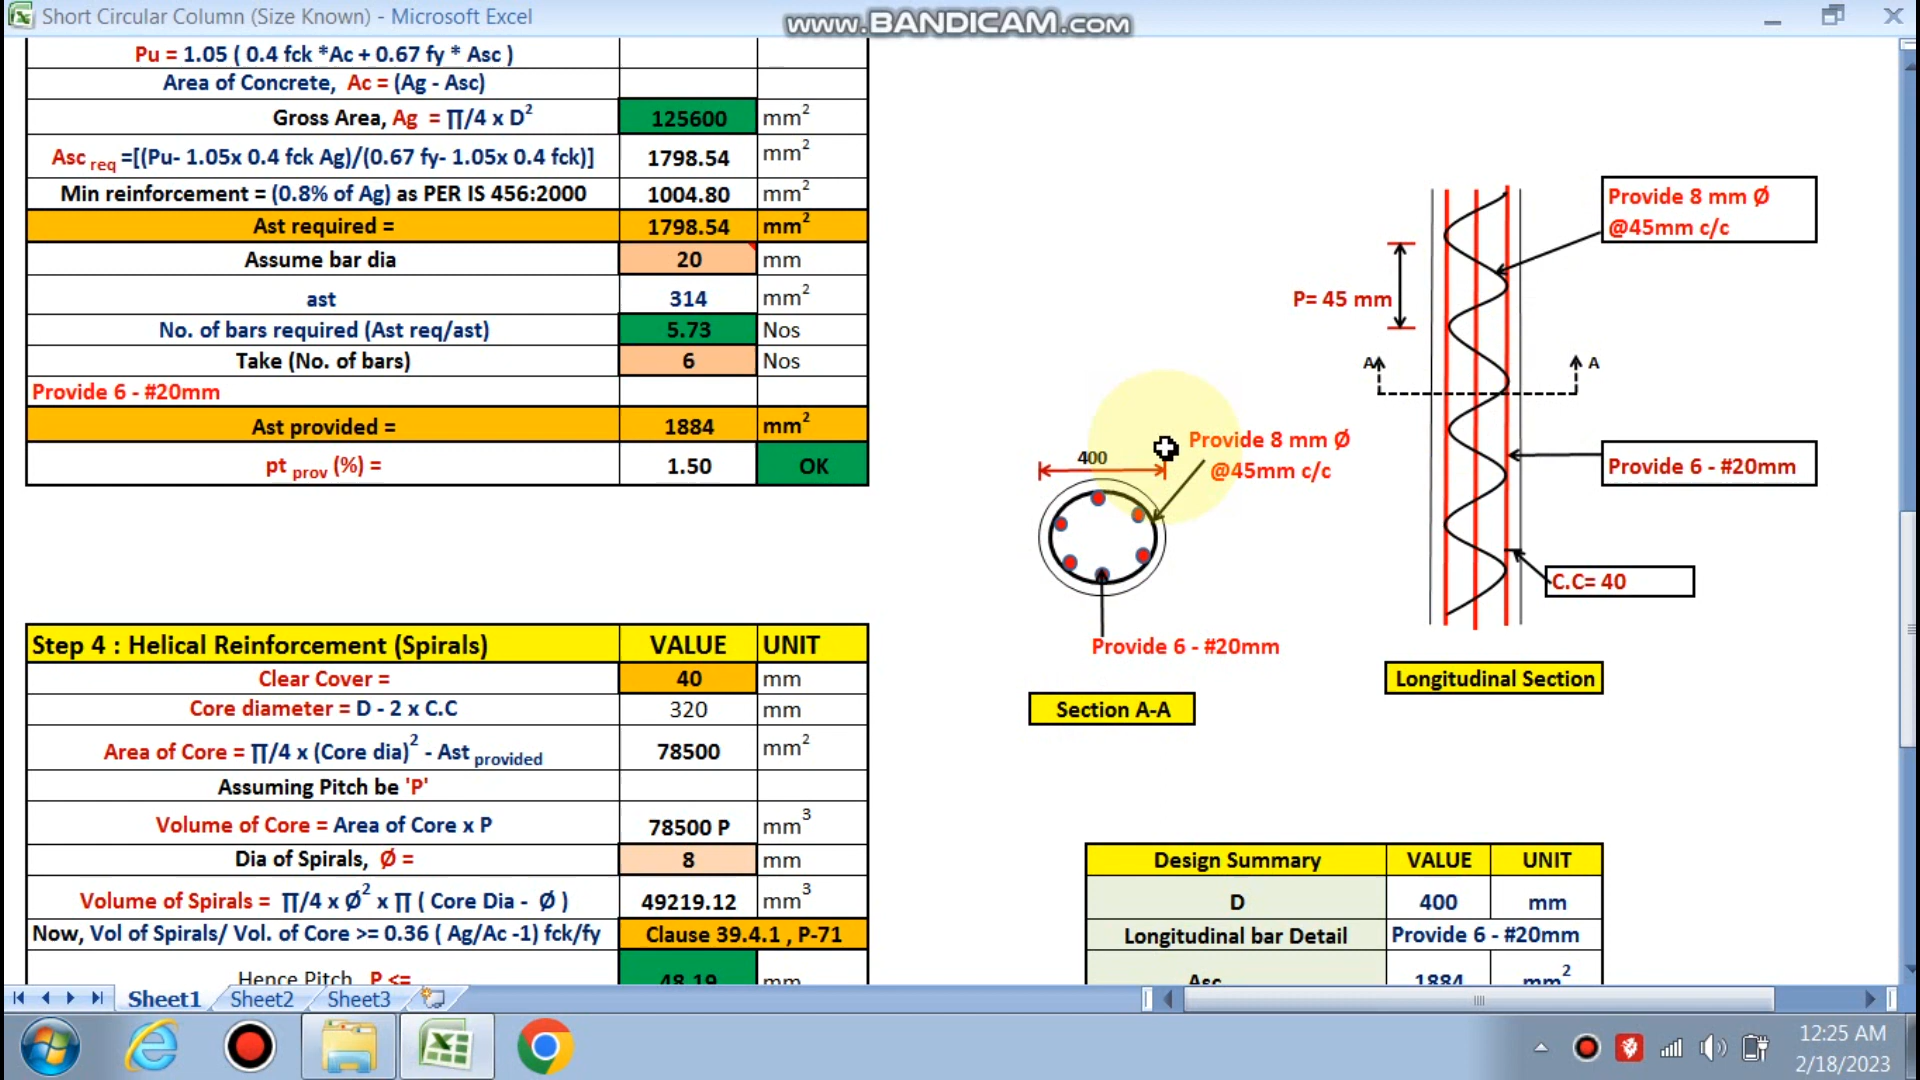 Short Circular Column (Size Known) - Microsoft Excel
www.BANDICAM.com
Pu = 1.05 ( 0.4 fck *Ac + 0.67 fy * Asc )
Area of Concrete, Ac = (Ag - Asc)
Gross Area, Ag = ∏/4 x D² 125600 mm²
Asc req =[(Pu- 1.05x 0.4 fck Ag)/(0.67 fy- 1.05x 0.4 fck)] 1798.54 mm²
Min reinforcement = (0.8% of Ag) as PER IS 456:2000 1004.80 mm²
Ast required = 1798.54 mm²
Assume bar dia 20 mm
ast 314 mm²
No. of bars required (Ast req/ast) 5.73 Nos
Take (No. of bars) 6 Nos
Provide 6 - #20mm
Ast provided = 1884 mm²
pt prov (%) = 1.50 OK
Step 4 : Helical Reinforcement (Spirals) VALUE UNIT
Clear Cover = 40 mm
Core diameter = D - 2 x C.C 320 mm
Area of Core = ∏/4 x (Core dia)² - Ast provided 78500 mm²
Assuming Pitch be 'P'
Volume of Core = Area of Core x P 78500 P mm³
Dia of Spirals, Ø = 8 mm
Volume of Spirals = ∏/4 x Ø² x ∏ ( Core Dia - Ø ) 49219.12 mm³
Now, Vol of Spirals/ Vol. of Core >= 0.36 ( Ag/Ac -1) fck/fy Clause 39.4.1 , P-71
Hence Pitch P <= 48.19 mm
400
Provide 8 mm Ø
@45mm c/c
Provide 6 - #20mm
Section A-A
Provide 8 mm Ø
@45mm c/c
P= 45 mm
A A
Provide 6 - #20mm
C.C= 40
Longitudinal Section
Design Summary VALUE UNIT
D 400 mm
Longitudinal bar Detail Provide 6 - #20mm
Asc 1884 mm²
Sheet1 Sheet2 Sheet3
12:25 AM
2/18/2023